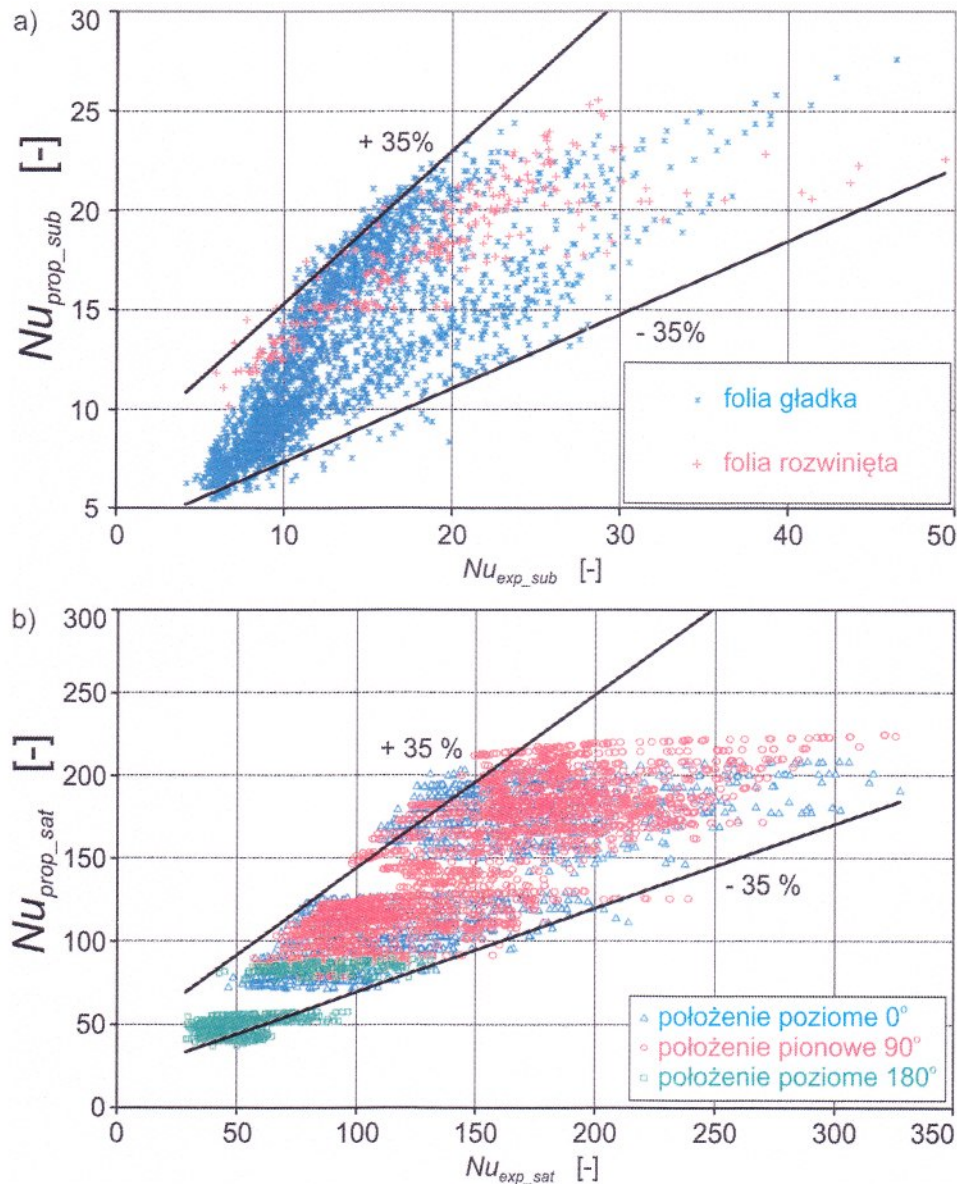 a)
30
25
20
15
10
5
Nu_prop_sub [-]
+ 35%
- 35%
folia gładka
folia rozwinięta
0 10 20 30 40 50
Nu_exp_sub [-]
b)
300
250
200
150
100
50
0
Nu_prop_sat [-]
+ 35 %
- 35 %
położenie poziome 0°
położenie pionowe 90°
położenie poziome 180°
0 50 100 150 200 250 300 350
Nu_exp_sat [-]